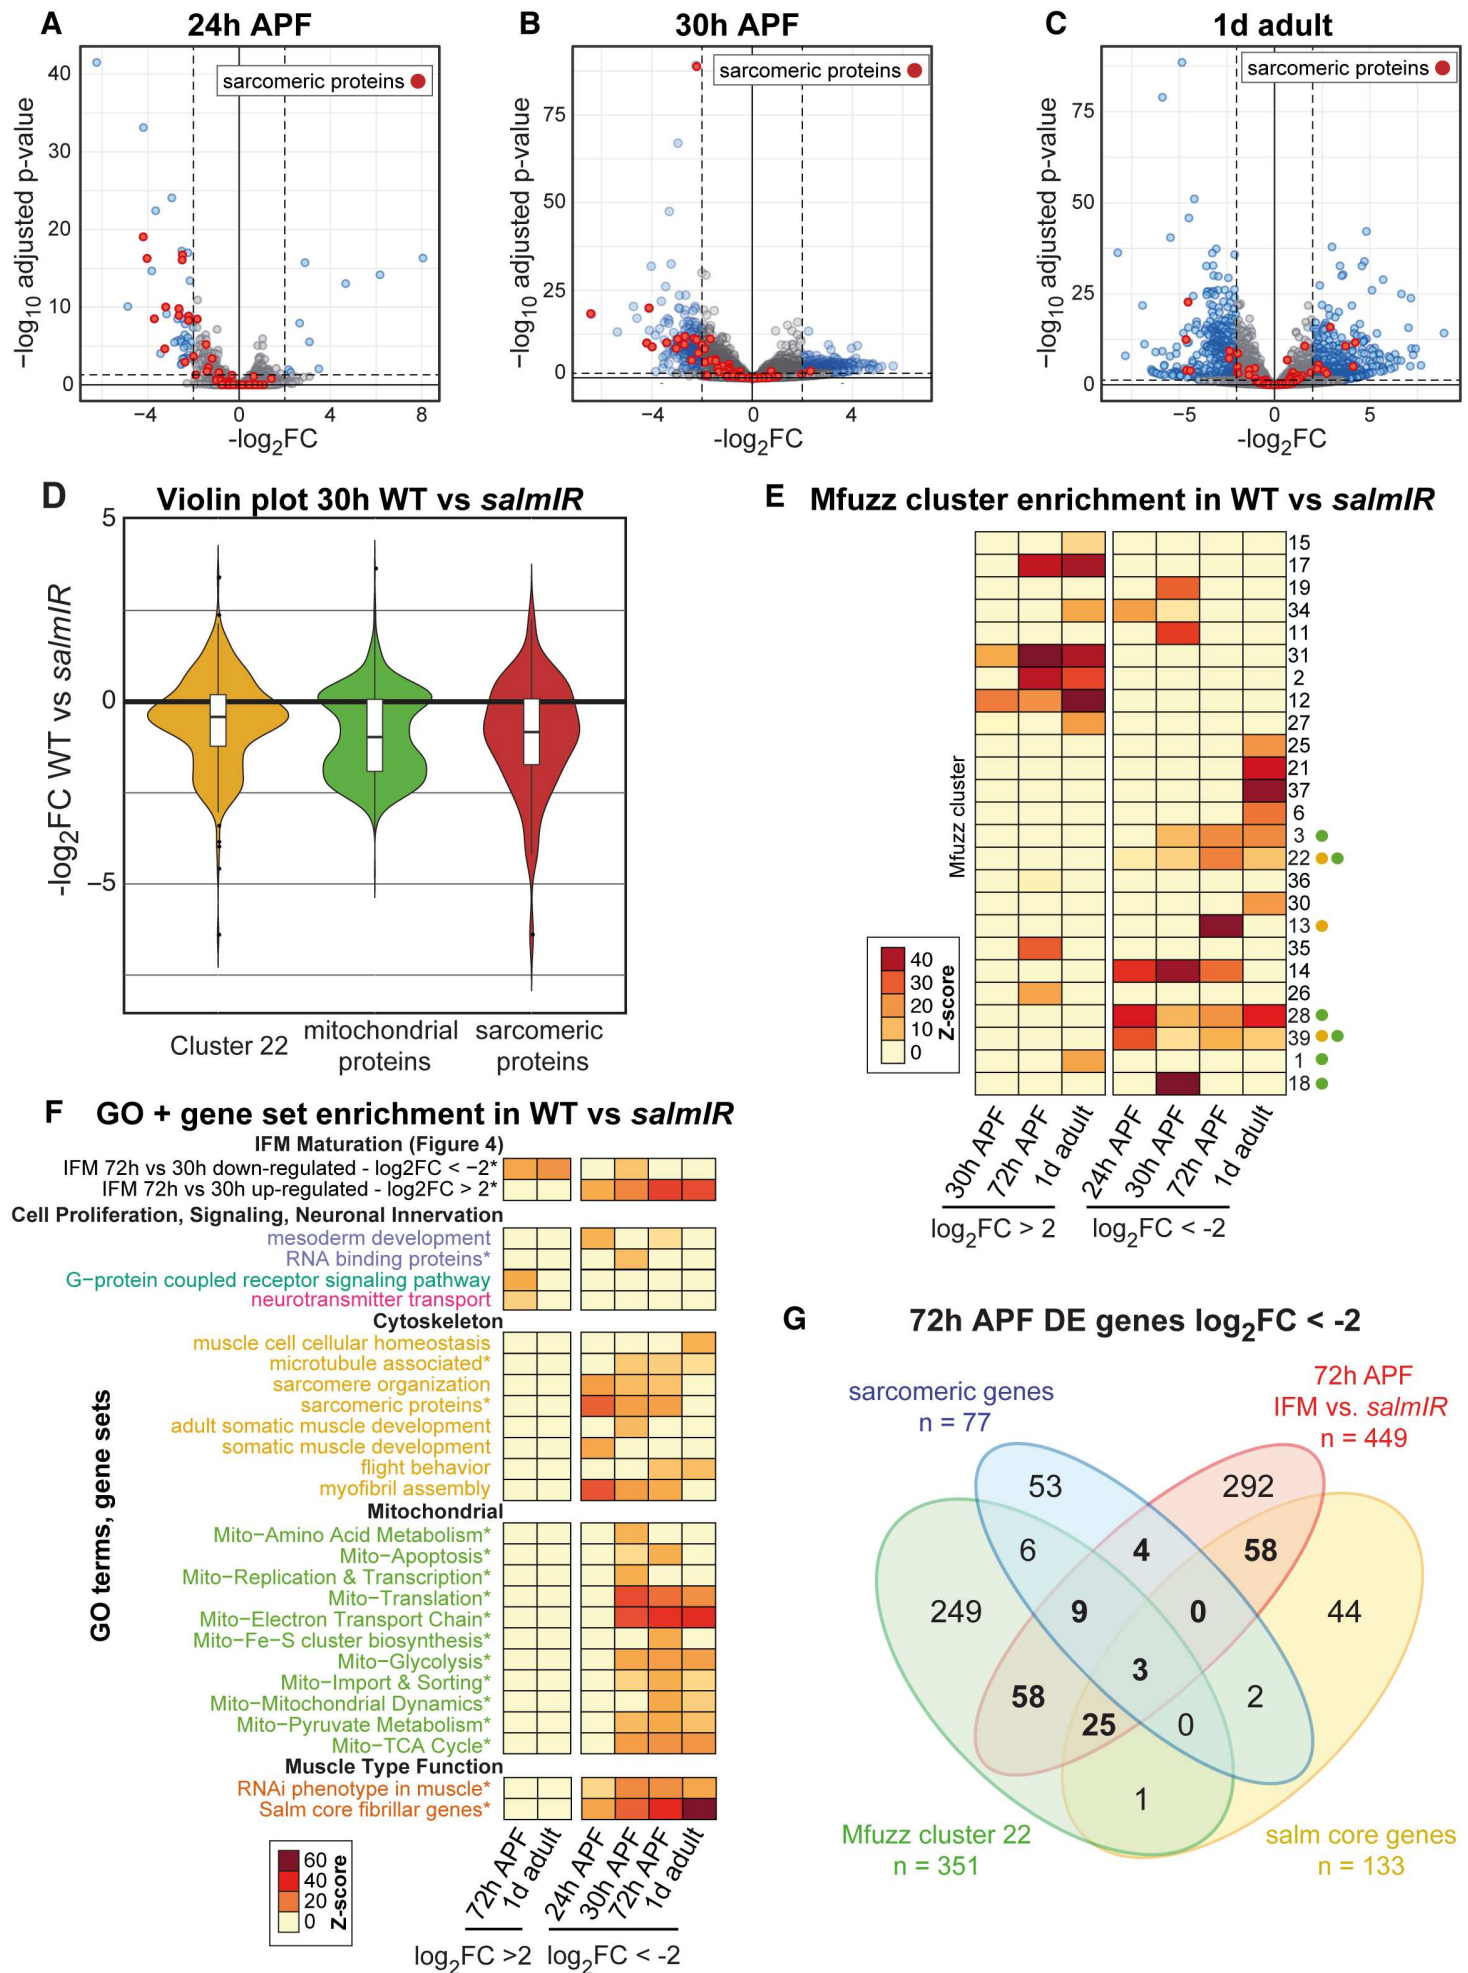 A
24h APF
sarcomeric proteins
−log10 adjusted p-value
40
30
20
10
0
−4
0
4
8
-log2FC
B
30h APF
sarcomeric proteins
−log10 adjusted p-value
75
50
25
0
−4
0
4
-log2FC
C
1d adult
sarcomeric proteins
−log10 adjusted p-value
75
50
25
0
−5
0
5
-log2FC
D
Violin plot 30h WT vs salmIR
-log2FC WT vs salmIR
5
0
−5
Cluster 22
mitochondrial
proteins
sarcomeric
proteins
E
Mfuzz cluster enrichment in WT vs salmIR
Mfuzz cluster
15
17
19
34
11
31
2
12
27
25
21
37
6
3
22
36
30
13
35
14
26
28
39
1
18
40
30
20
10
0
Z-score
30h APF
72h APF
1d adult
24h APF
30h APF
72h APF
1d adult
log2FC > 2
log2FC < -2
F
GO + gene set enrichment in WT vs salmIR
GO terms, gene sets
IFM Maturation (Figure 4)
IFM 72h vs 30h down-regulated - log2FC < −2*
IFM 72h vs 30h up-regulated - log2FC > 2*
Cell Proliferation, Signaling, Neuronal Innervation
mesoderm development
RNA binding proteins*
G−protein coupled receptor signaling pathway
neurotransmitter transport
Cytoskeleton
muscle cell cellular homeostasis
microtubule associated*
sarcomere organization
sarcomeric proteins*
adult somatic muscle development
somatic muscle development
flight behavior
myofibril assembly
Mitochondrial
Mito−Amino Acid Metabolism*
Mito−Apoptosis*
Mito−Replication & Transcription*
Mito−Translation*
Mito−Electron Transport Chain*
Mito−Fe−S cluster biosynthesis*
Mito−Glycolysis*
Mito−Import & Sorting*
Mito−Mitochondrial Dynamics*
Mito−Pyruvate Metabolism*
Mito−TCA Cycle*
Muscle Type Function
RNAi phenotype in muscle*
Salm core fibrillar genes*
60
40
20
0
Z-score
72h APF
1d adult
24h APF
30h APF
72h APF
1d adult
log2FC >2
log2FC < -2
G
72h APF DE genes log2FC < -2
sarcomeric genes
n = 77
72h APF
IFM vs. salmIR
n = 449
53
292
6
4
58
249
9
0
44
3
58
25
0
2
1
Mfuzz cluster 22
n = 351
salm core genes
n = 133